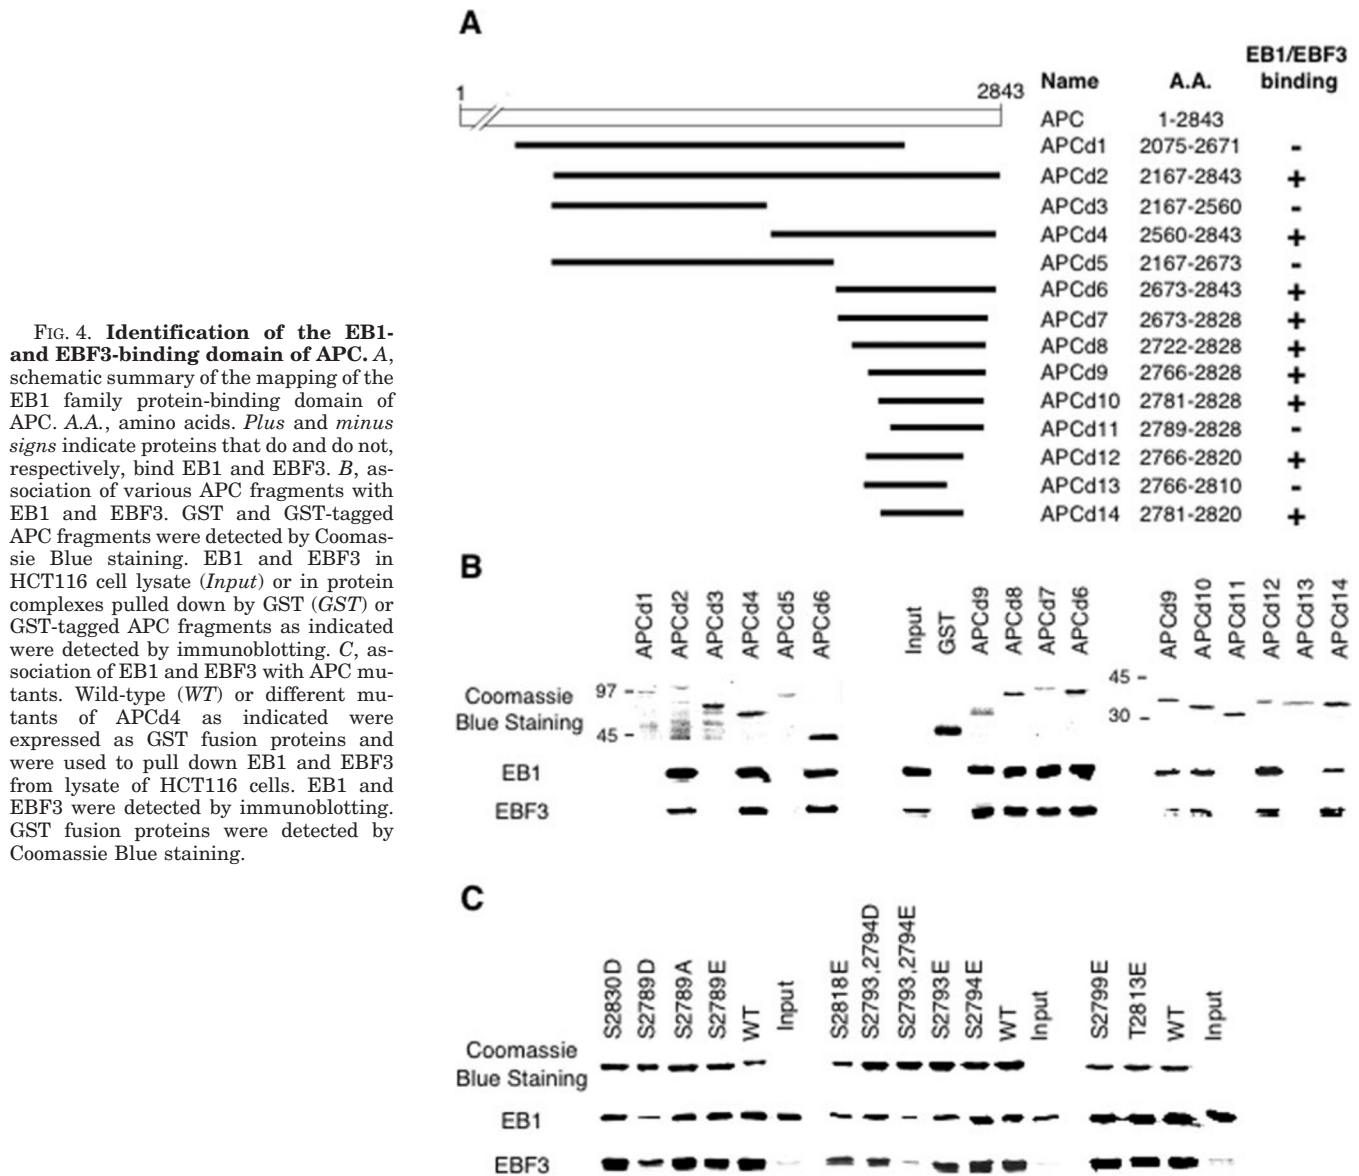 FIG. 4. Identification of the EB1-
and EBF3-binding domain of APC. A,
schematic summary of the mapping of the
EB1 family protein-binding domain of
APC. A.A., amino acids. Plus and minus
signs indicate proteins that do and do not,
respectively, bind EB1 and EBF3. B, as-
sociation of various APC fragments with
EB1 and EBF3. GST and GST-tagged
APC fragments were detected by Coomas-
sie Blue staining. EB1 and EBF3 in
HCT116 cell lysate (Input) or in protein
complexes pulled down by GST (GST) or
GST-tagged APC fragments as indicated
were detected by immunoblotting. C, as-
sociation of EB1 and EBF3 with APC mu-
tants. Wild-type (WT) or different mu-
tants of APCd4 as indicated were
expressed as GST fusion proteins and
were used to pull down EB1 and EBF3
from lysate of HCT116 cells. EB1 and
EBF3 were detected by immunoblotting.
GST fusion proteins were detected by
Coomassie Blue staining.
A
EB1/EBF3
Name A.A. binding
1 2843
APC 1-2843
APCd1 2075-2671 -
APCd2 2167-2843 +
APCd3 2167-2560 -
APCd4 2560-2843 +
APCd5 2167-2673 -
APCd6 2673-2843 +
APCd7 2673-2828 +
APCd8 2722-2828 +
APCd9 2766-2828 +
APCd10 2781-2828 +
APCd11 2789-2828 -
APCd12 2766-2820 +
APCd13 2766-2810 -
APCd14 2781-2820 +
B
APCd1 APCd2 APCd3 APCd4 APCd5 APCd6 Input GST APCd9 APCd8 APCd7 APCd6 APCd9 APCd10 APCd11 APCd12 APCd13 APCd14
Coomassie
Blue Staining
97
45
45
30
EB1
EBF3
C
S2830D S2789D S2789A S2789E WT Input S2818E S2793,2794D S2793,2794E S2793E S2794E WT Input S2799E T2813E WT Input
Coomassie
Blue Staining
EB1
EBF3